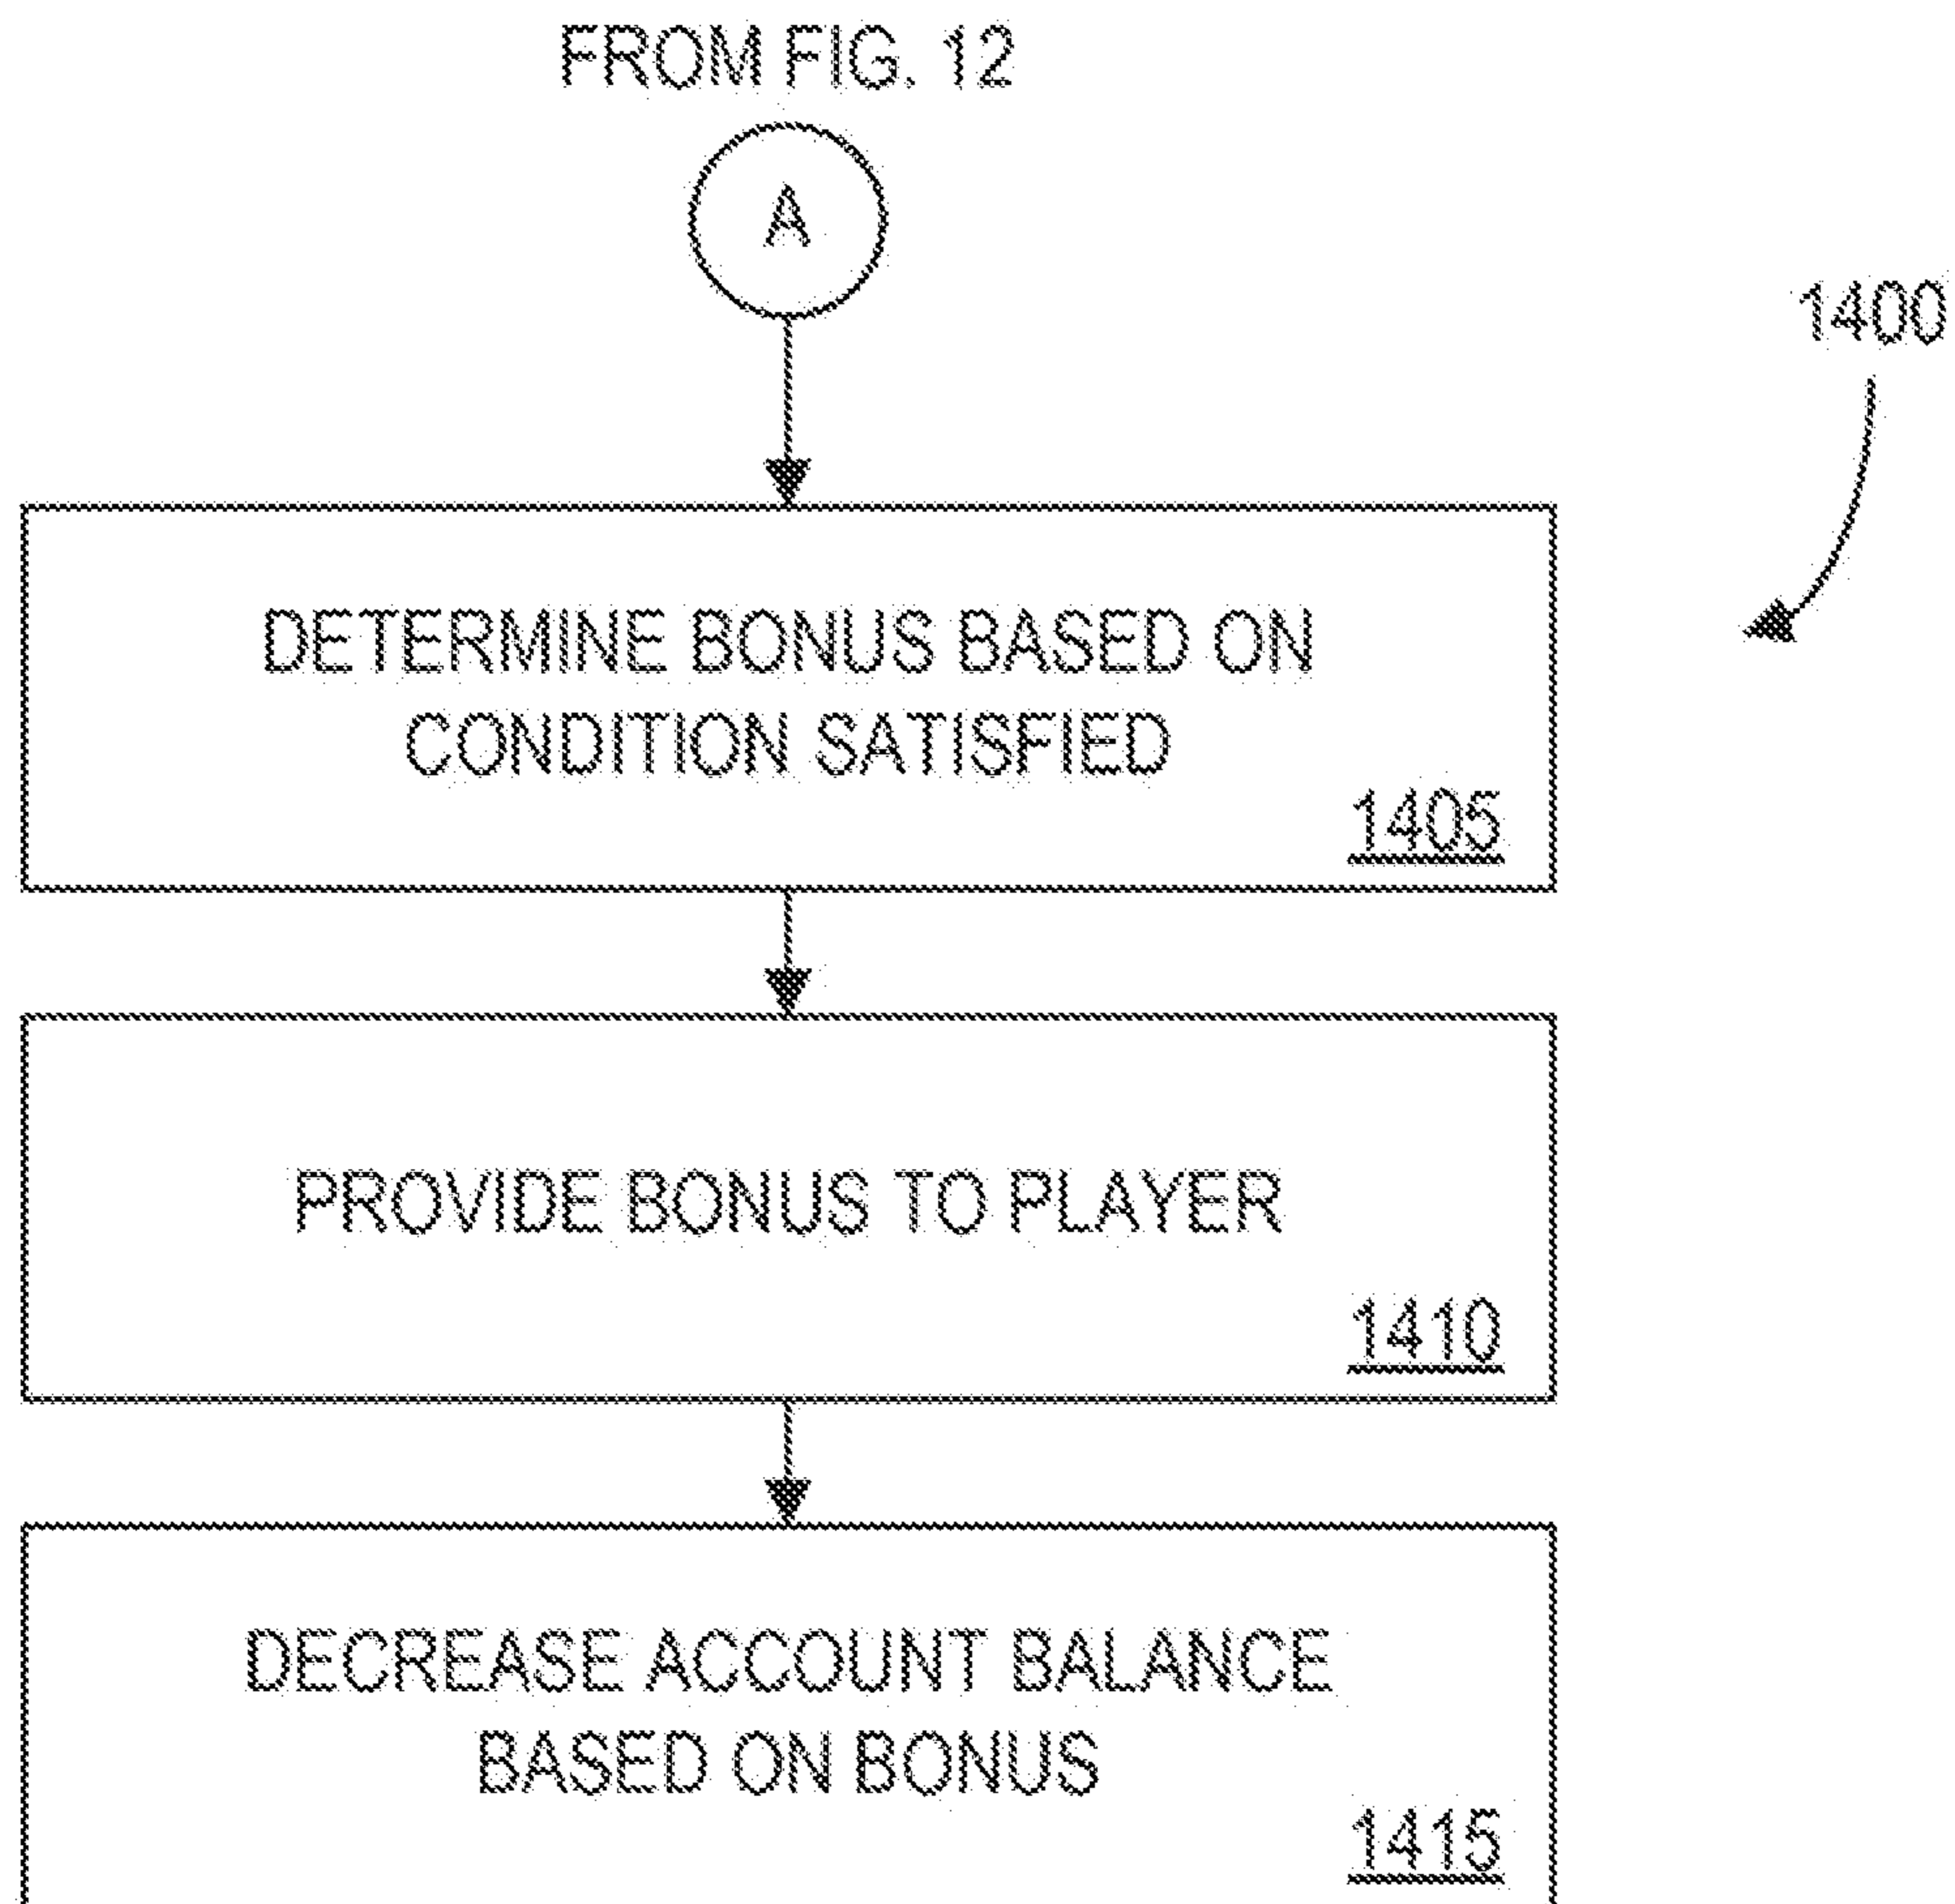 FROM FIG. 12
A
1400
DETERMINE BONUS BASED ON
CONDITION SATISFIED
1405
PROVIDE BONUS TO PLAYER
1410
DECREASE ACCOUNT BALANCE
BASED ON BONUS
1415